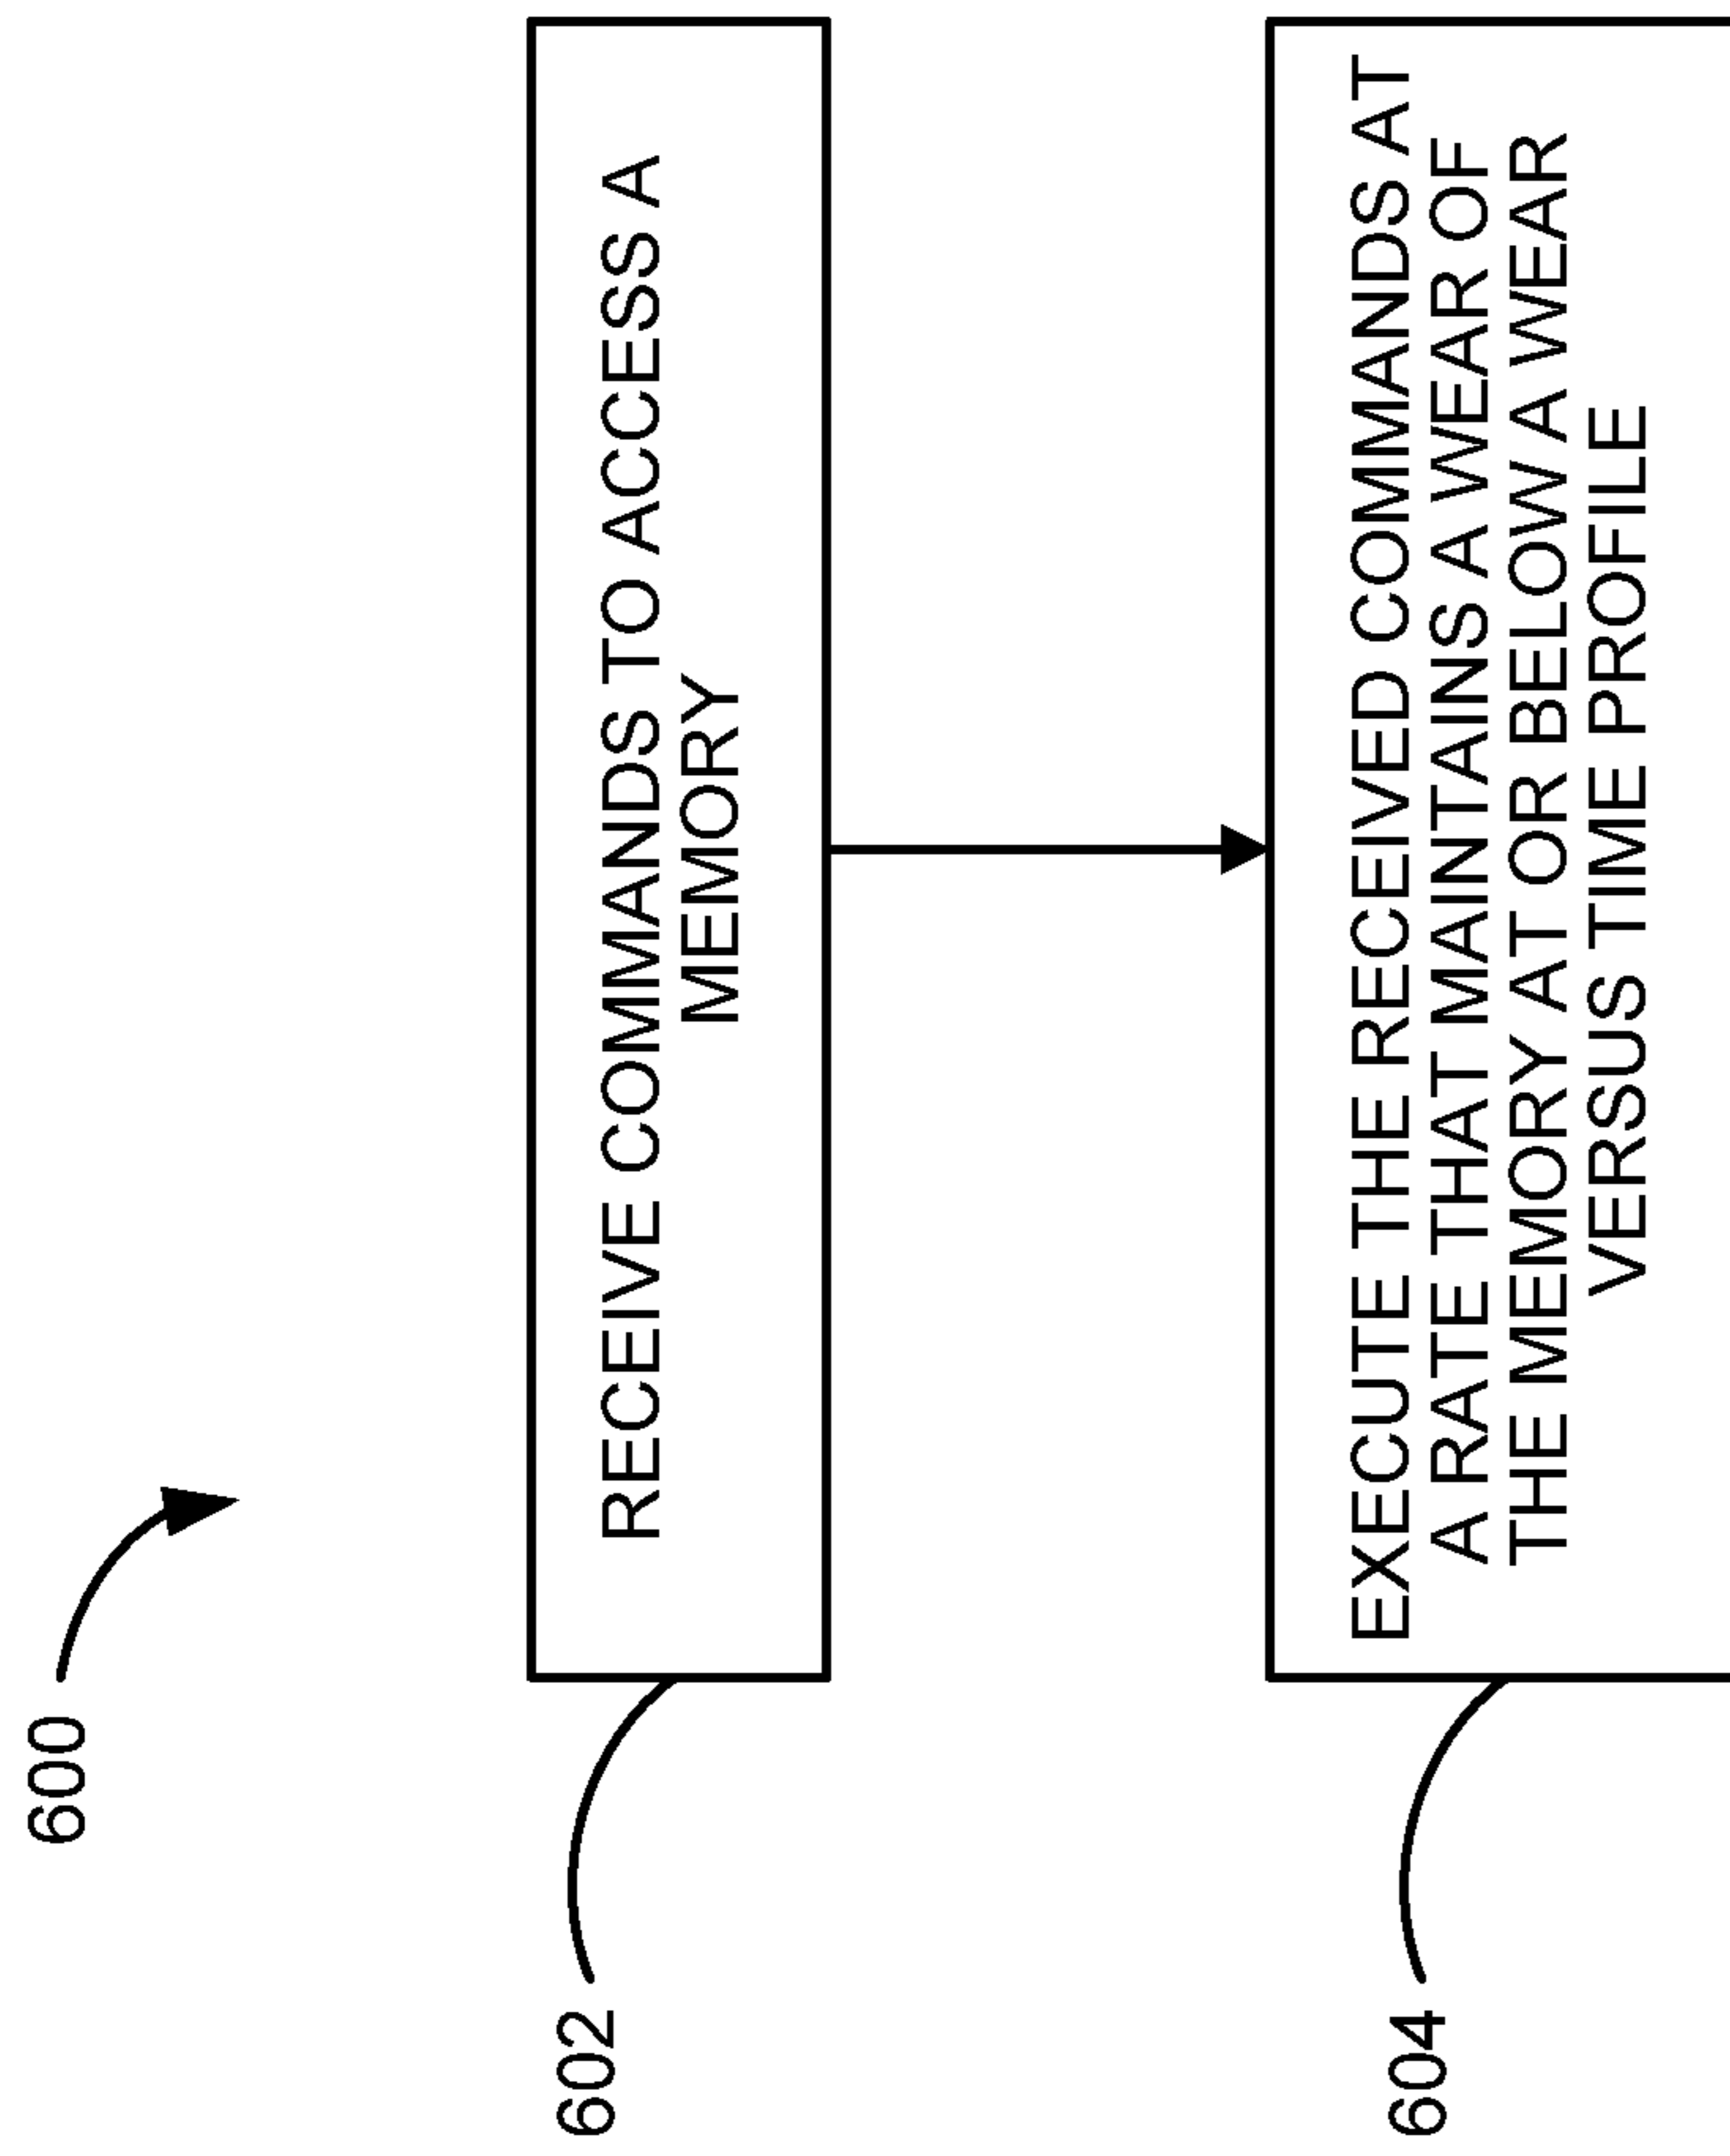 600
602
RECEIVE COMMANDS TO ACCESS A
MEMORY
604
EXECUTE THE RECEIVED COMMANDS AT
A RATE THAT MAINTAINS A WEAR OF
THE MEMORY AT OR BELOW A WEAR
VERSUS TIME PROFILE